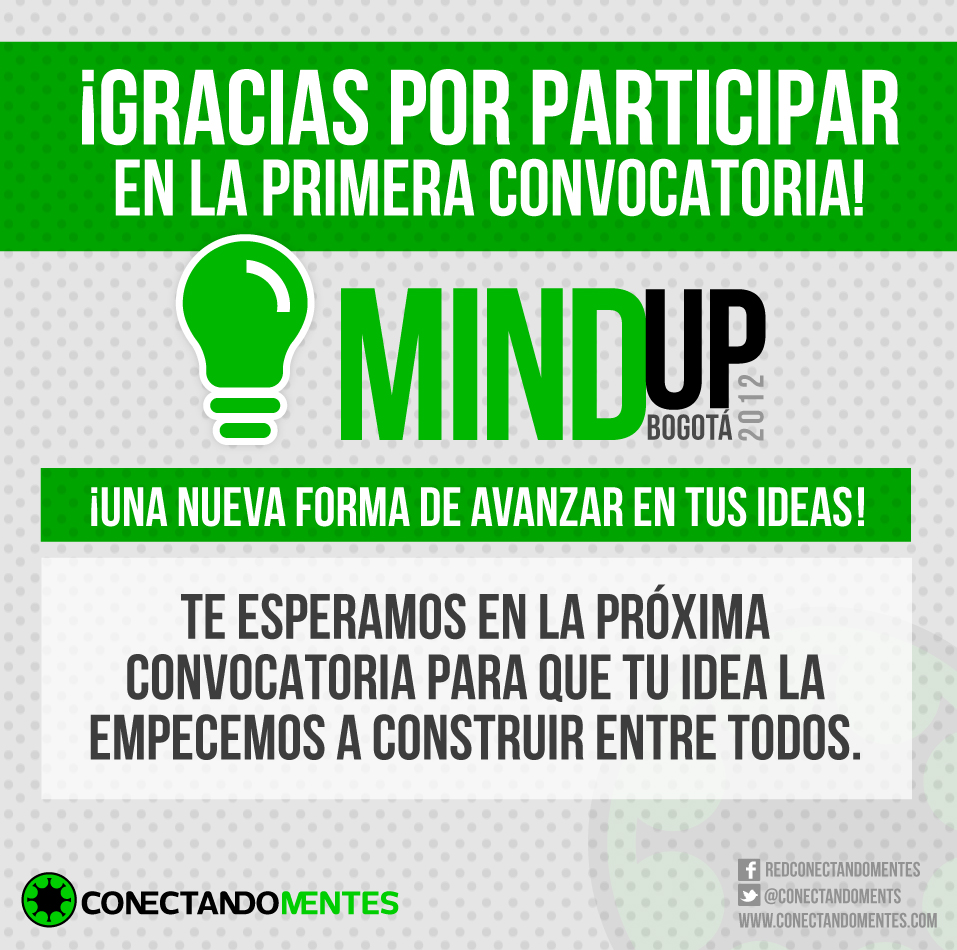 ¡GRACIAS POR PARTICIPAR
EN LA PRIMERA CONVOCATORIA!
MINDUP
BOGOTÁ
2012
¡UNA NUEVA FORMA DE AVANZAR EN TUS IDEAS!
TE ESPERAMOS EN LA PRÓXIMA
CONVOCATORIA PARA QUE TU IDEA LA
EMPECEMOS A CONSTRUIR ENTRE TODOS.
CONECTANDOMENTES
REDCONECTANDOMENTES
@CONECTANDOMENTS
WWW.CONECTANDOMENTES.COM